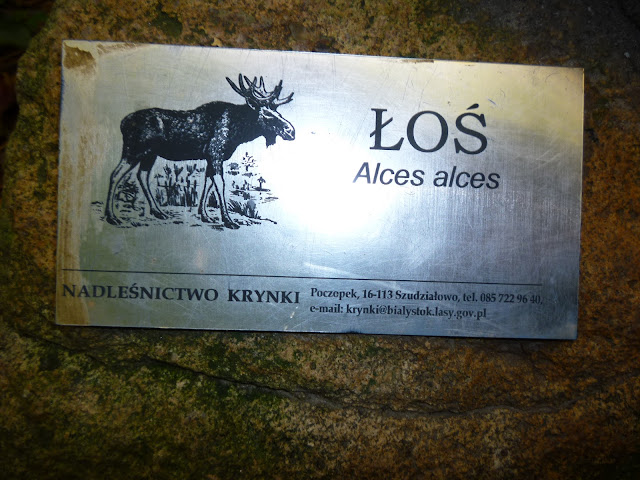 ŁOŚ
Alces alces
NADLEŚNICTWO KRYNKI
Poczopek, 16-113 Szudziałowo, tel. 085 722 96 40,
e-mail: krynki@bialystok.lasy.gov.pl